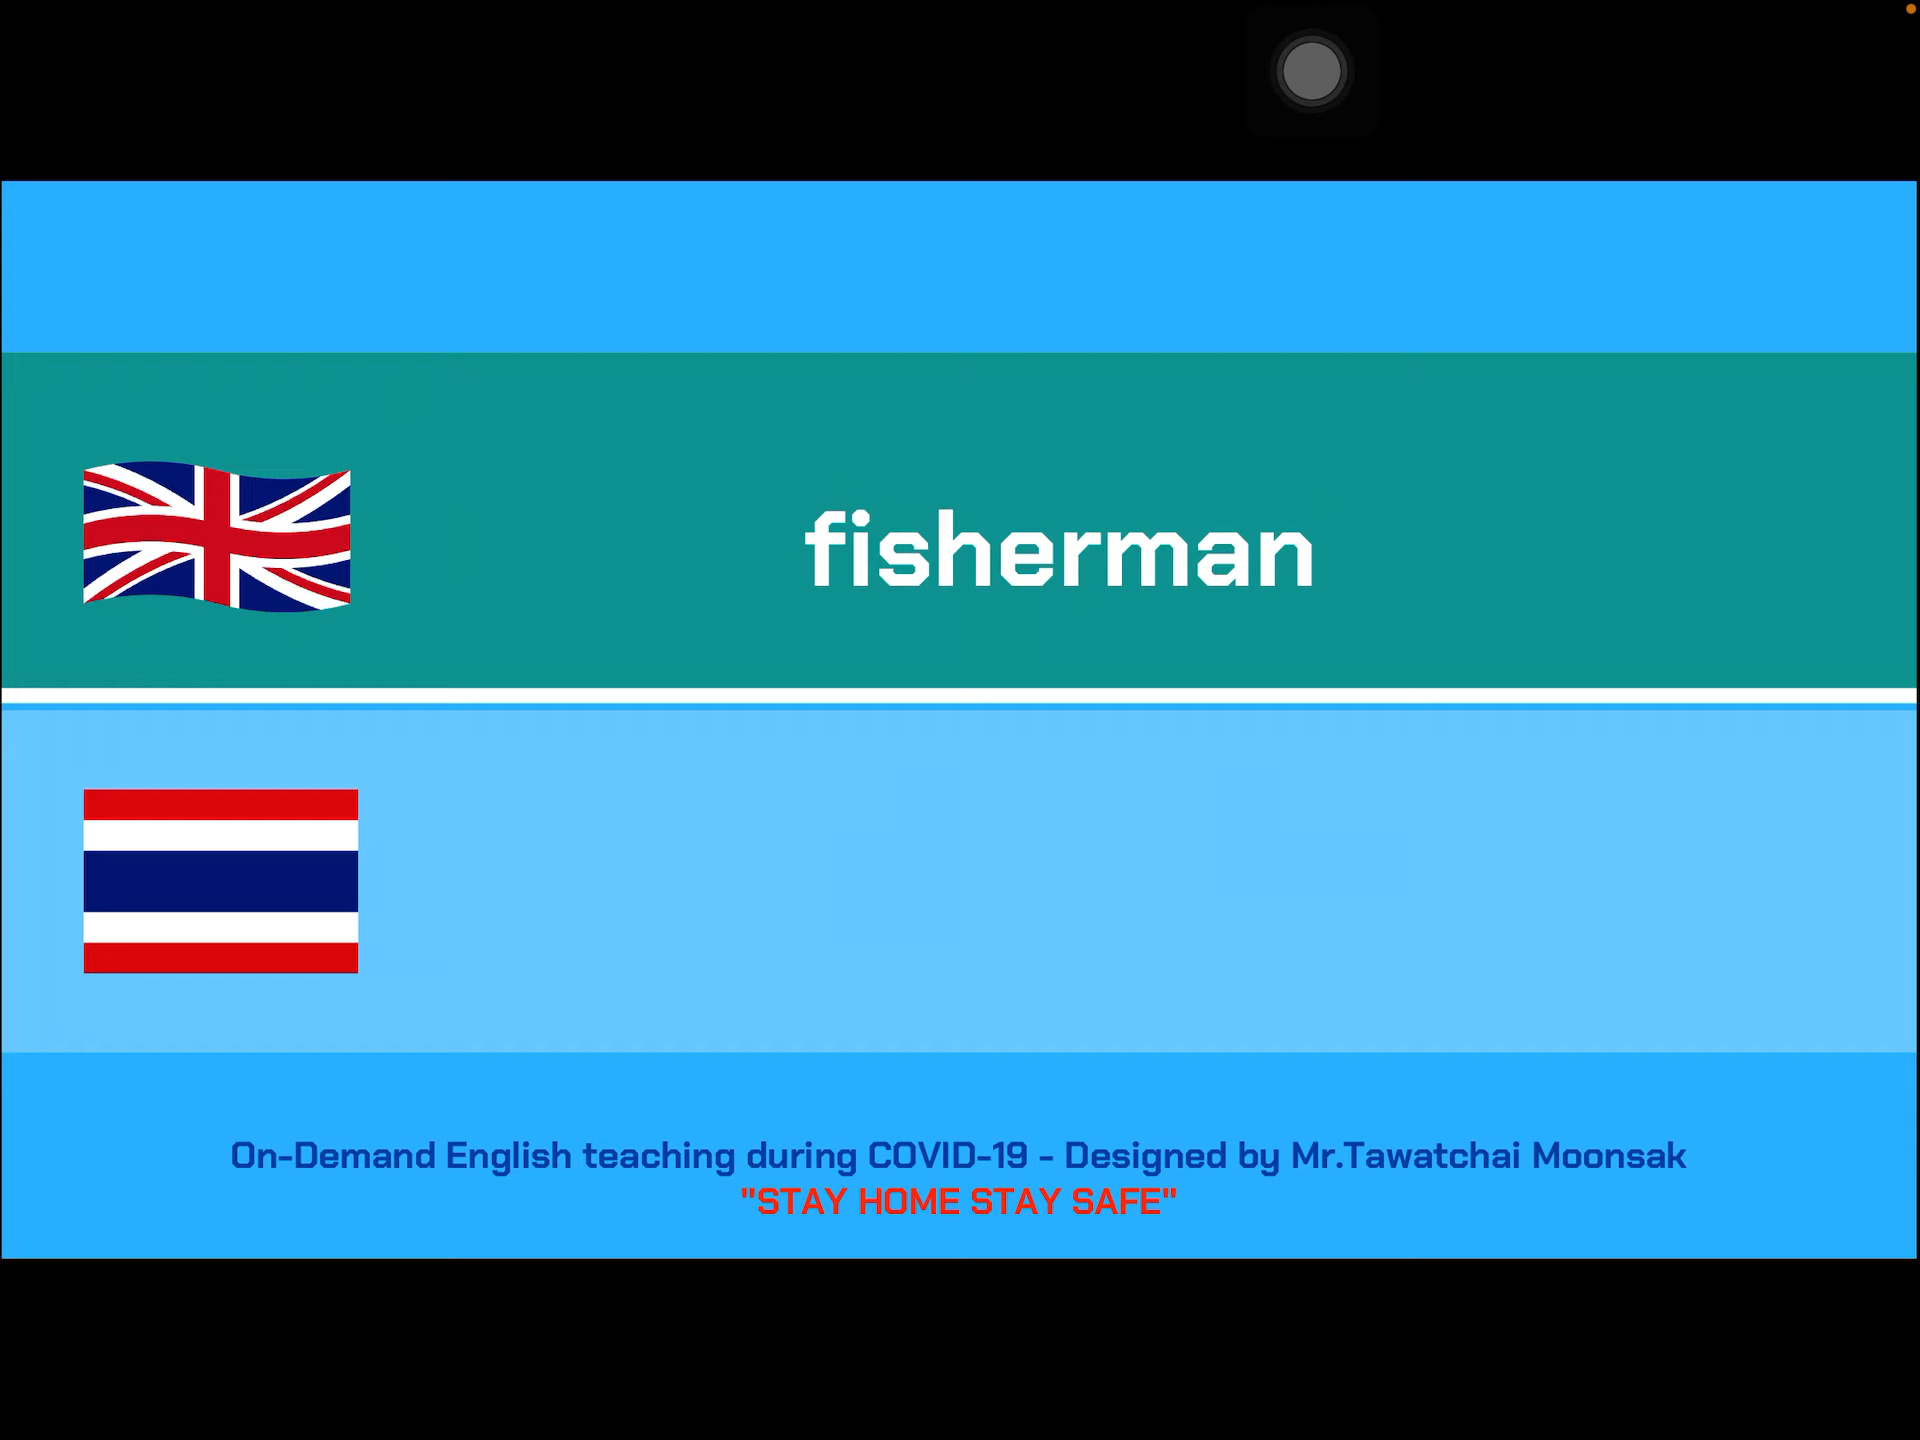 fisherman
On-Demand English teaching during COVID-19 - Designed by Mr.Tawatchai Moonsak
"STAY HOME STAY SAFE"